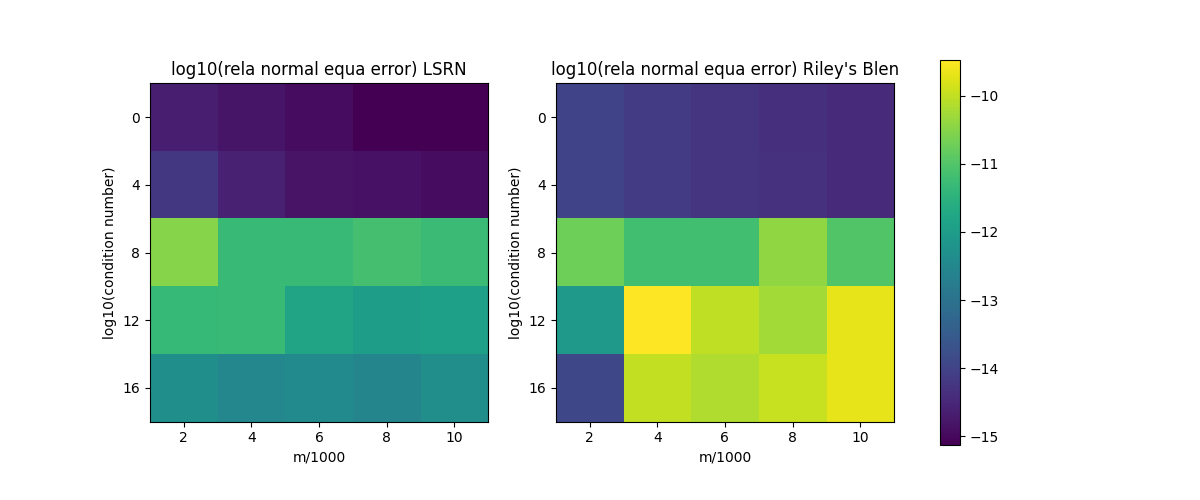 log10(rela normal equa error) LSRN
log10(condition number)
0
4
8
12
16
2 4 6 8 10
m/1000
log10(rela normal equa error) Riley's Blen
log10(condition number)
0
4
8
12
16
2 4 6 8 10
m/1000
−10
−11
−12
−13
−14
−15